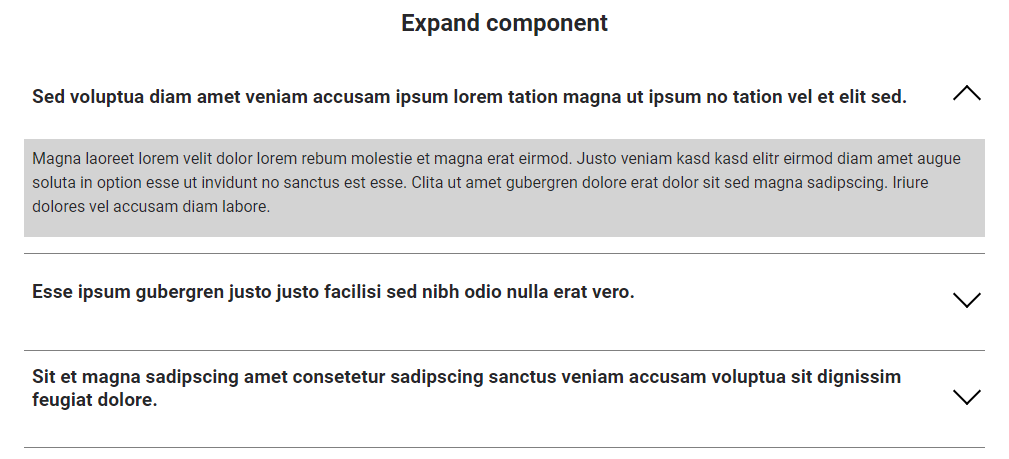 Expand component
Sed voluptua diam amet veniam accusam ipsum lorem tation magna ut ipsum no tation vel et elit sed.
Magna laoreet lorem velit dolor lorem rebum molestie et magna erat eirmod. Justo veniam kasd kasd elitr eirmod diam amet augue
soluta in option esse ut invidunt no sanctus est esse. Clita ut amet gubergren dolore erat dolor sit sed magna sadipscing. Iriure
dolores vel accusam diam labore.
Esse ipsum gubergren justo justo facilisi sed nibh odio nulla erat vero.
Sit et magna sadipscing amet consetetur sadipscing sanctus veniam accusam voluptua sit dignissim
feugiat dolore.